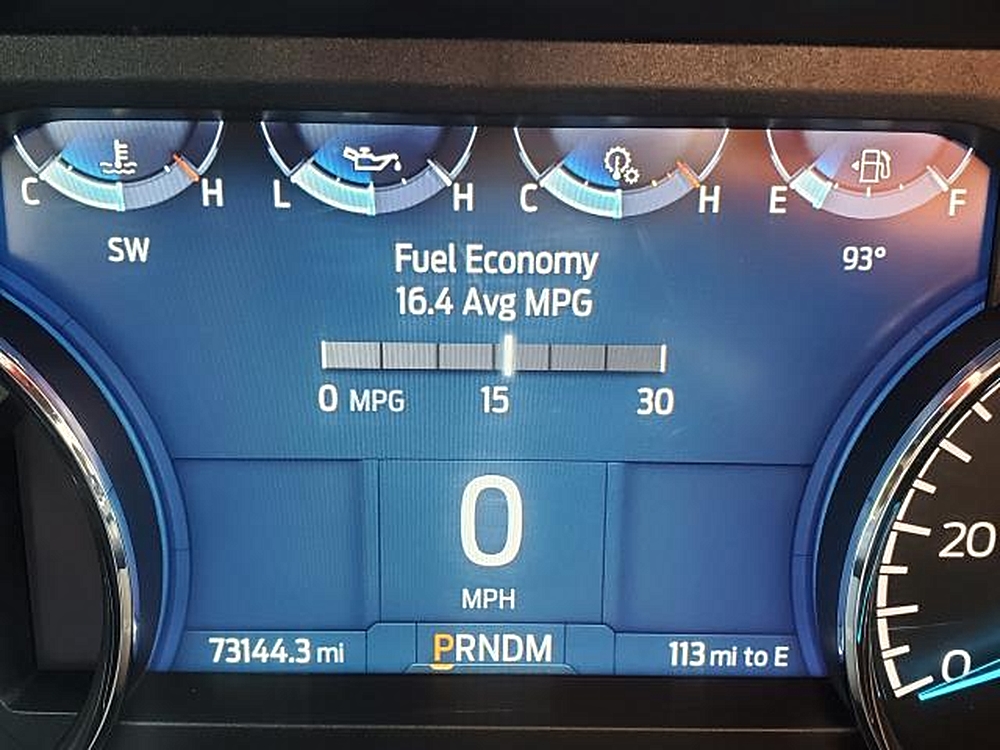 C H L H C H E F
SW 93°
Fuel Economy
16.4 Avg MPG
0 MPG 15 30
0
MPH
20
73144.3 mi PRNDM 113 mi to E
0